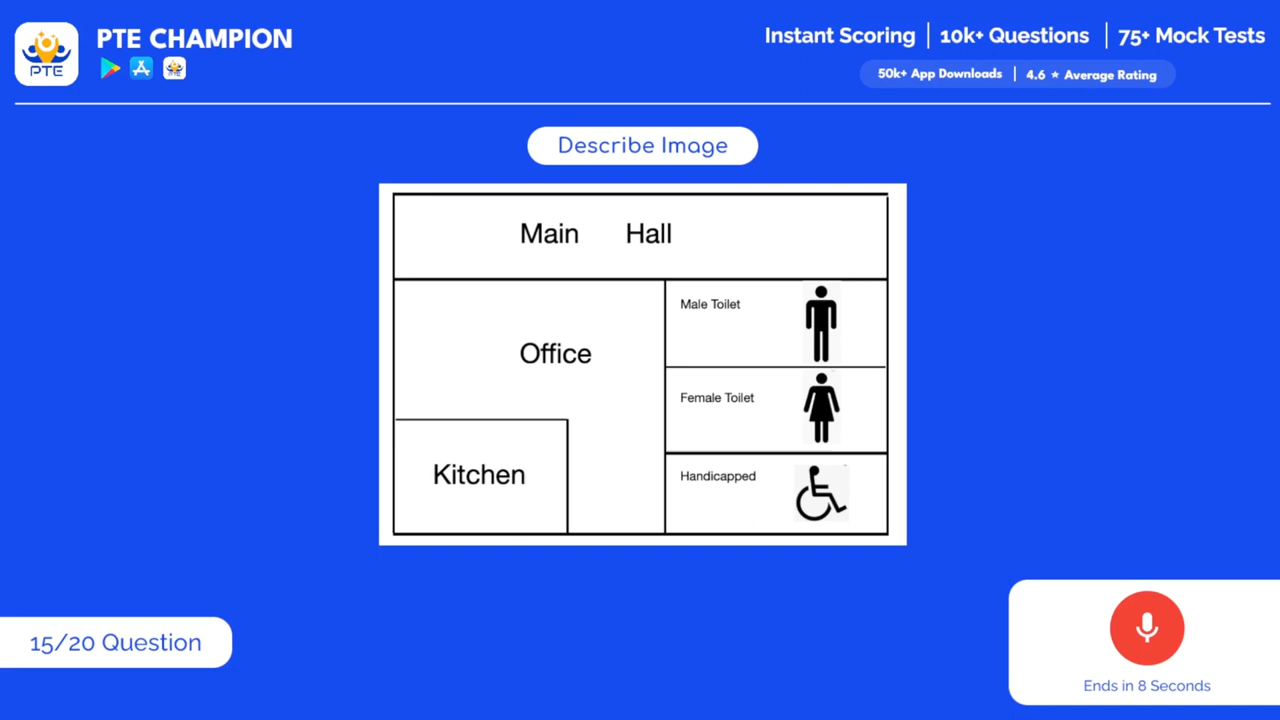 PTE CHAMPION
PTE
Instant Scoring | 10k+ Questions | 75+ Mock Tests
50k+ App Downloads | 4.6 ★ Average Rating
Describe Image
Main Hall
Male Toilet
Office
Female Toilet
Kitchen
Handicapped
15/20 Question
Ends in 8 Seconds